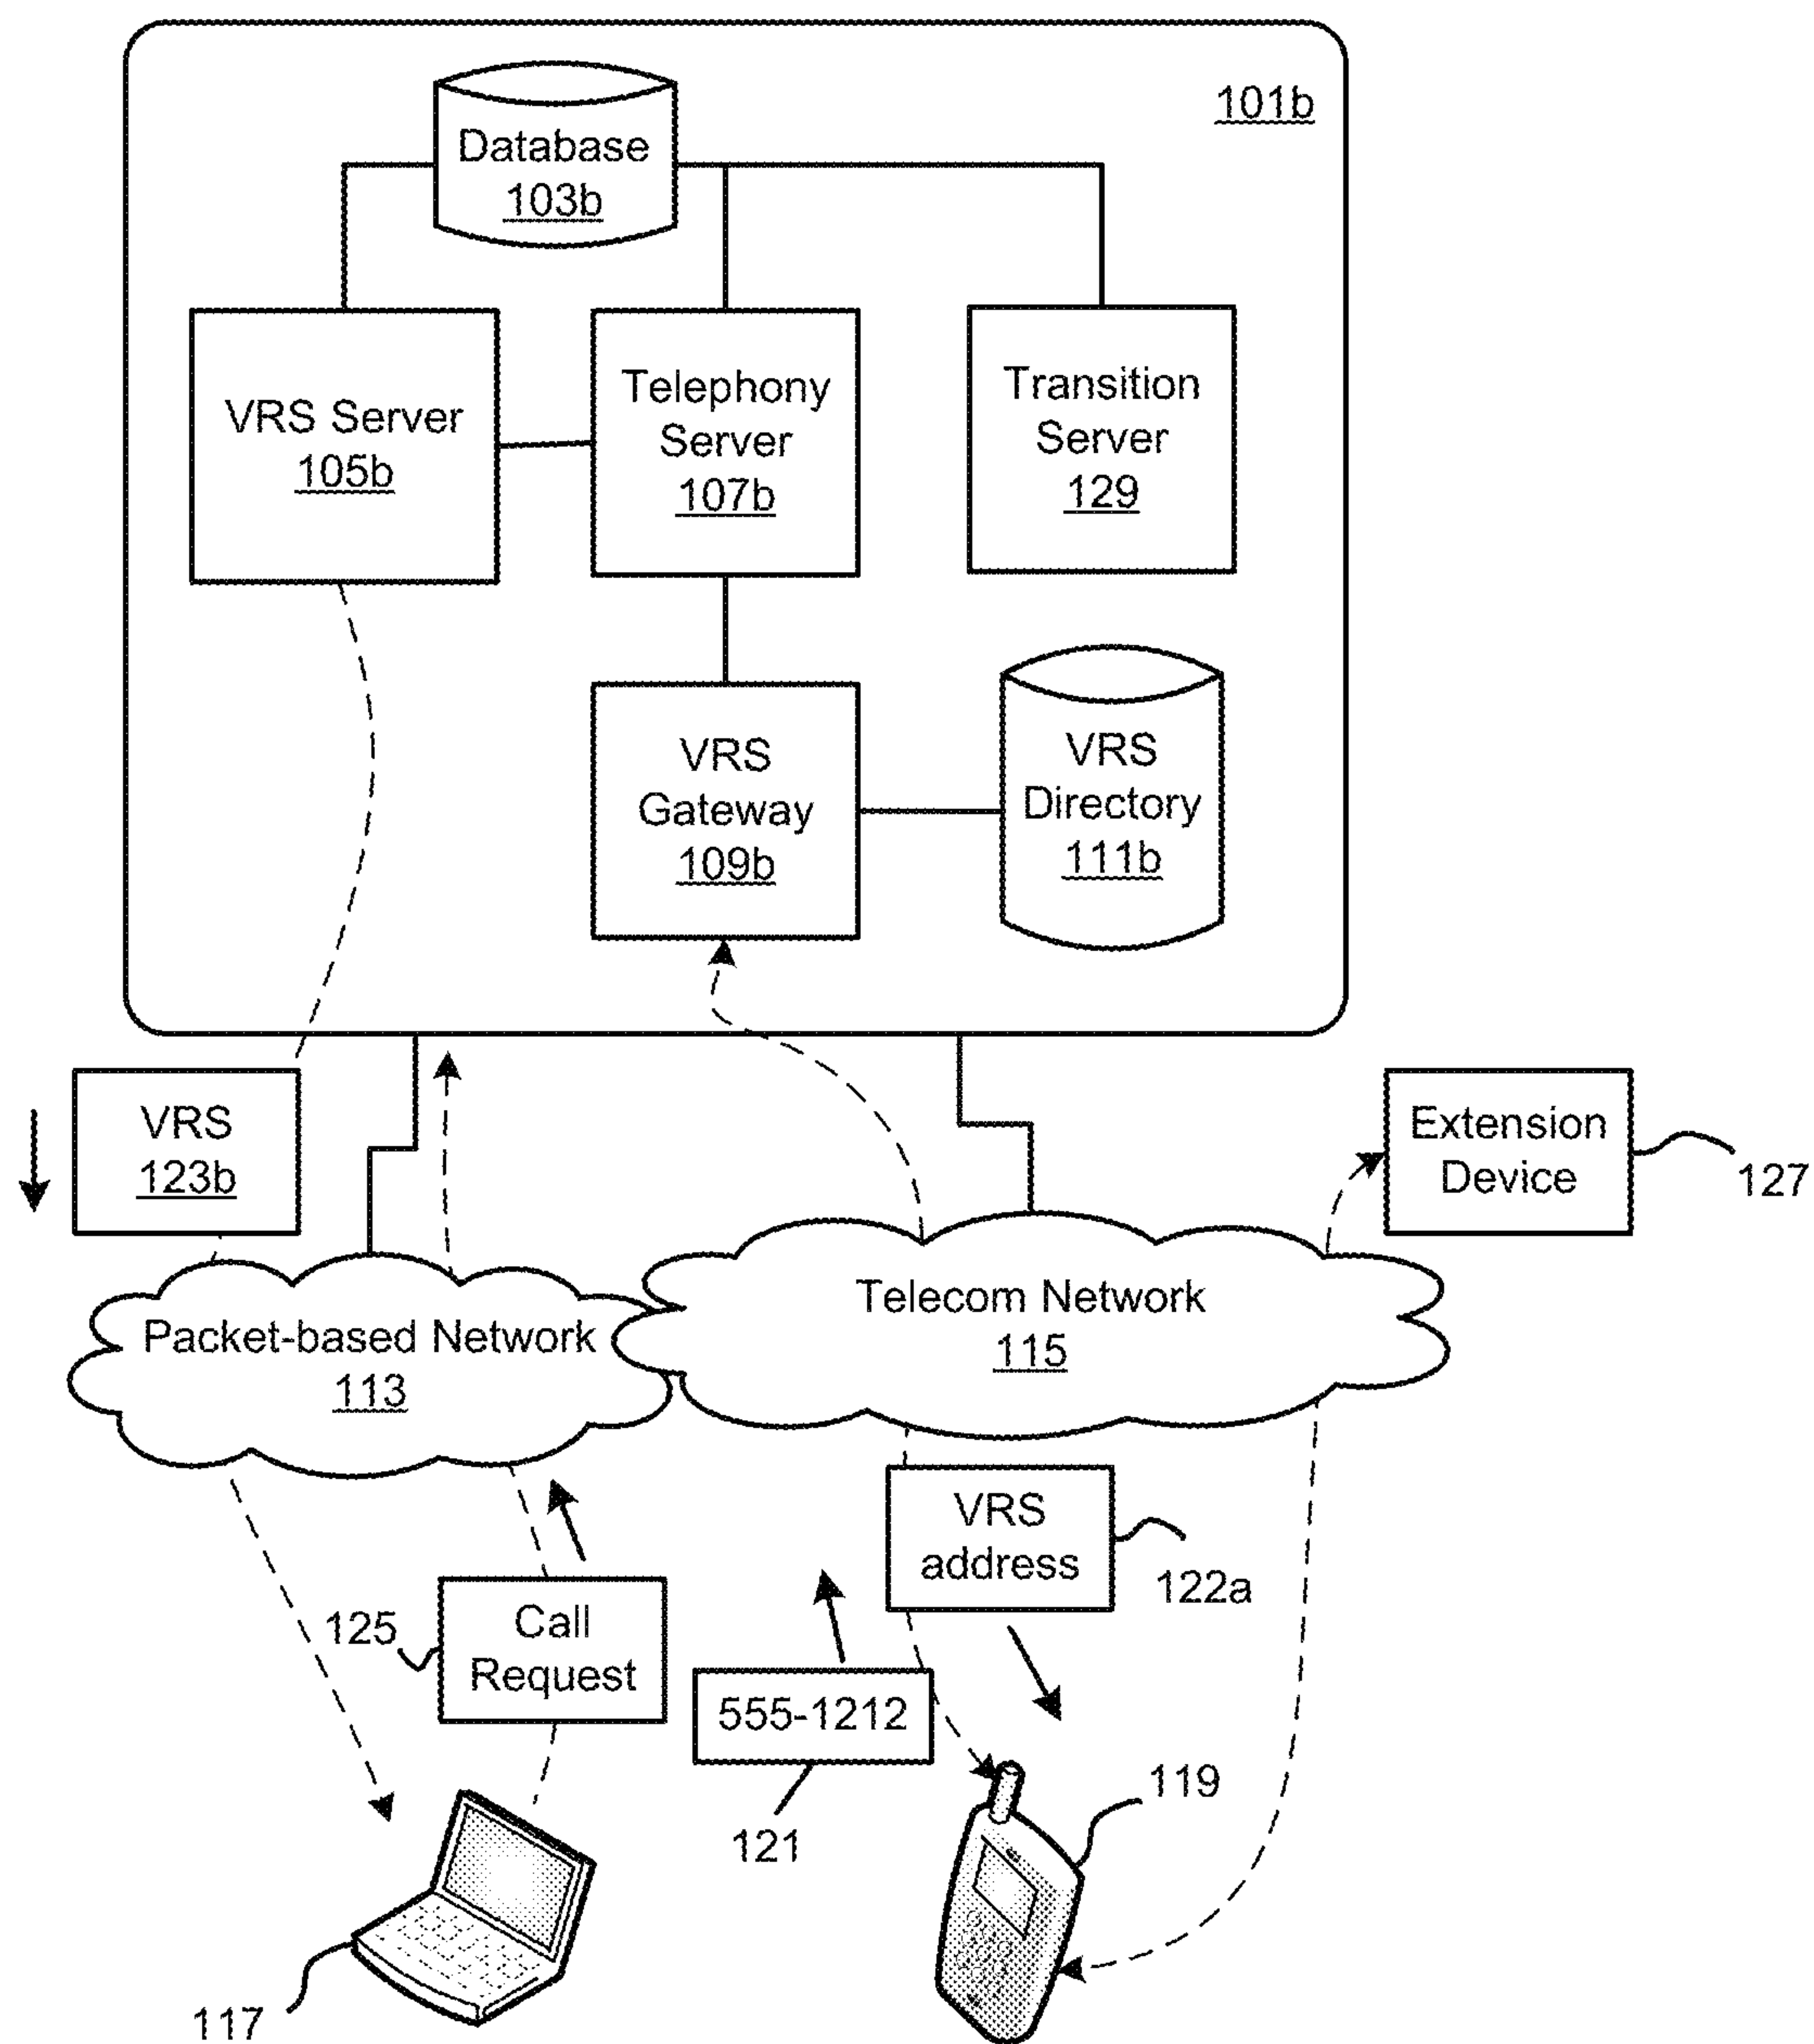 101b
Database
103b
VRS Server
105b
Telephony
Server
107b
Transition
Server
129
VRS
Gateway
109b
VRS
Directory
111b
VRS
123b
Extension
Device
127
Packet-based Network
113
Telecom Network
115
VRS
address
122a
125
Call
Request
555-1212
121
119
117